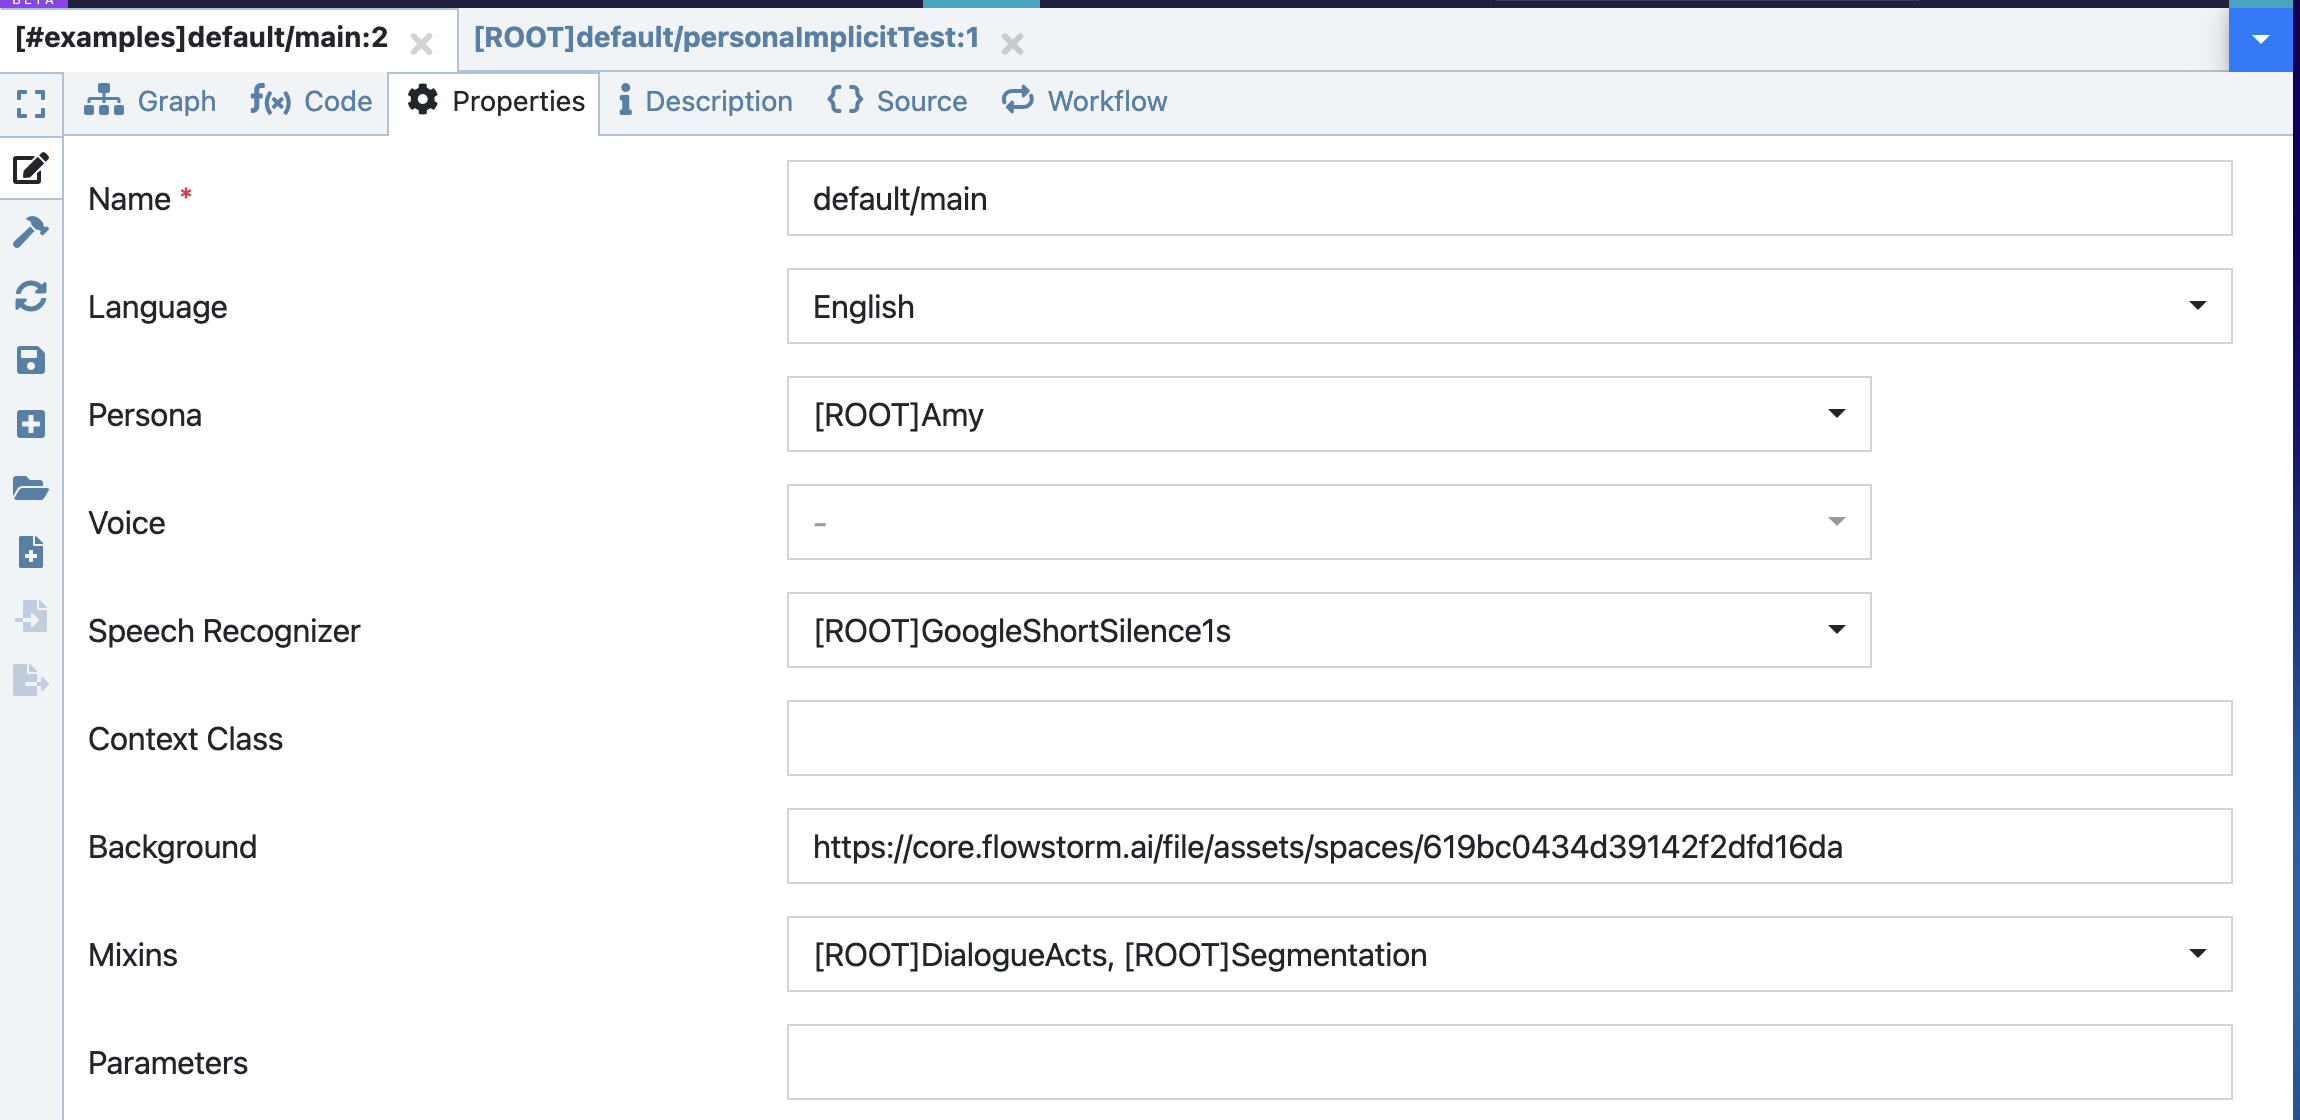 BETA
[#examples]default/main:2
[ROOT]default/personaImplicitTest:1
Graph
f(x) Code
Properties
Description
{} Source
Workflow
Name *
default/main
Language
English
Persona
[ROOT]Amy
Voice
-
Speech Recognizer
[ROOT]GoogleShortSilence1s
Context Class
Background
https://core.flowstorm.ai/file/assets/spaces/619bc0434d39142f2dfd16da
Mixins
[ROOT]DialogueActs, [ROOT]Segmentation
Parameters